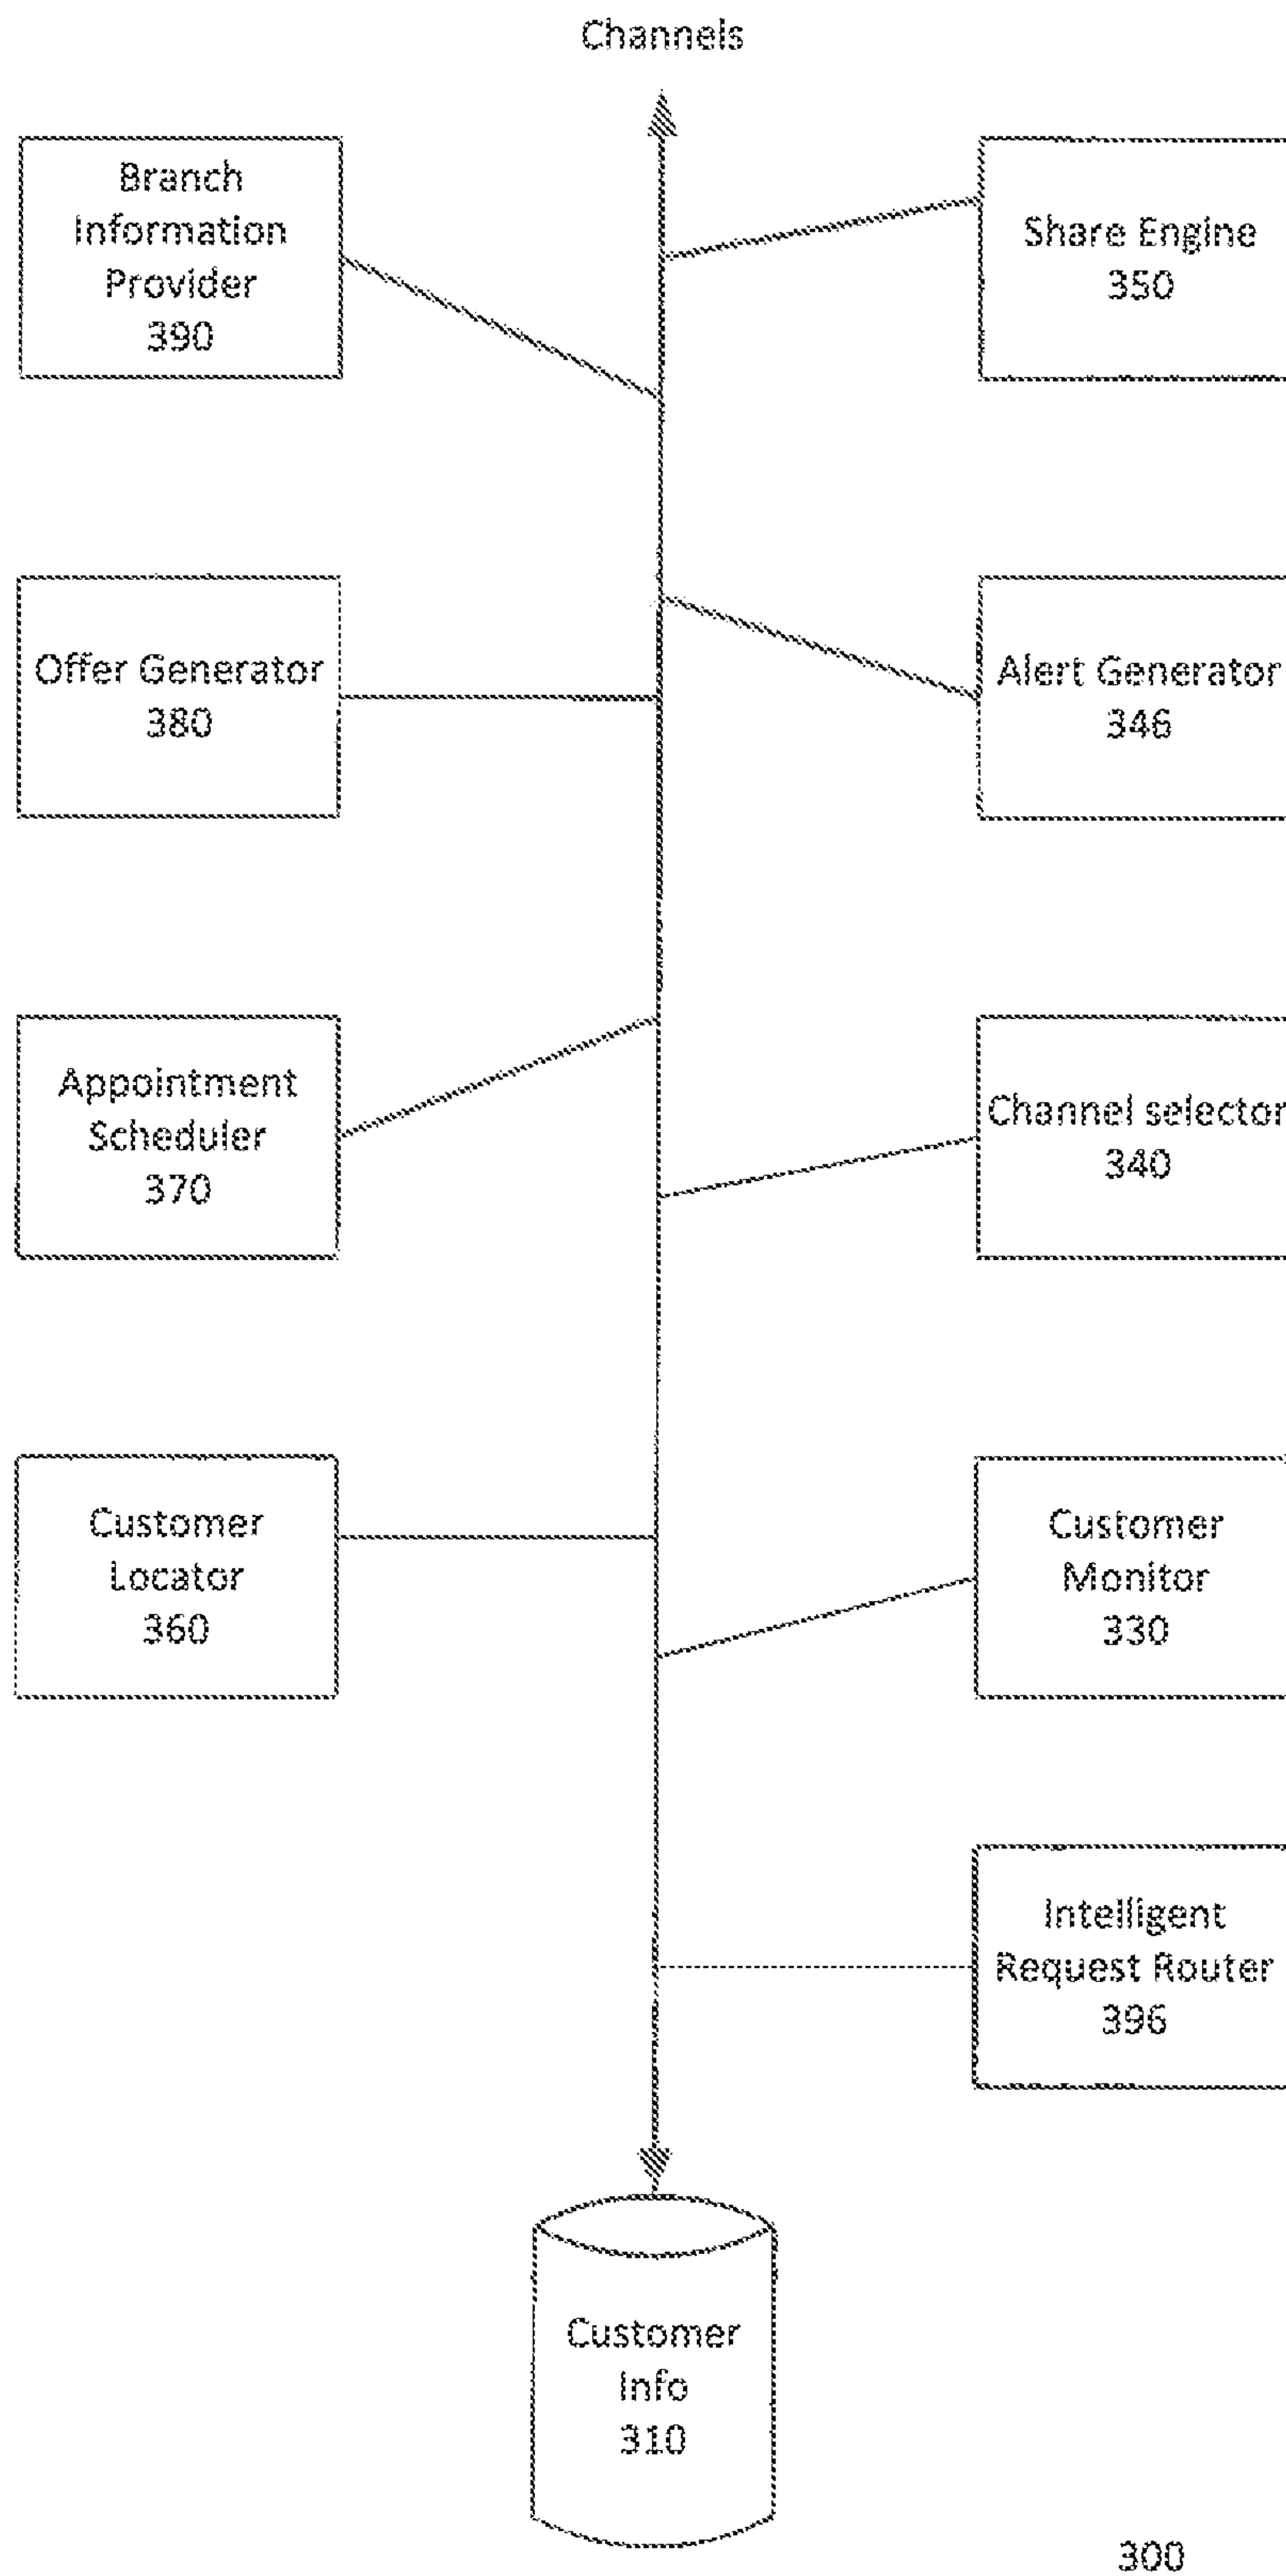 Channels
Branch
Information
Provider
390
Share Engine
350
Offer Generator
380
Alert Generator
346
Appointment
Scheduler
370
Channel selector
340
Customer
Locator
360
Customer
Monitor
330
Intelligent
Request Router
396
Customer
Info
310
300